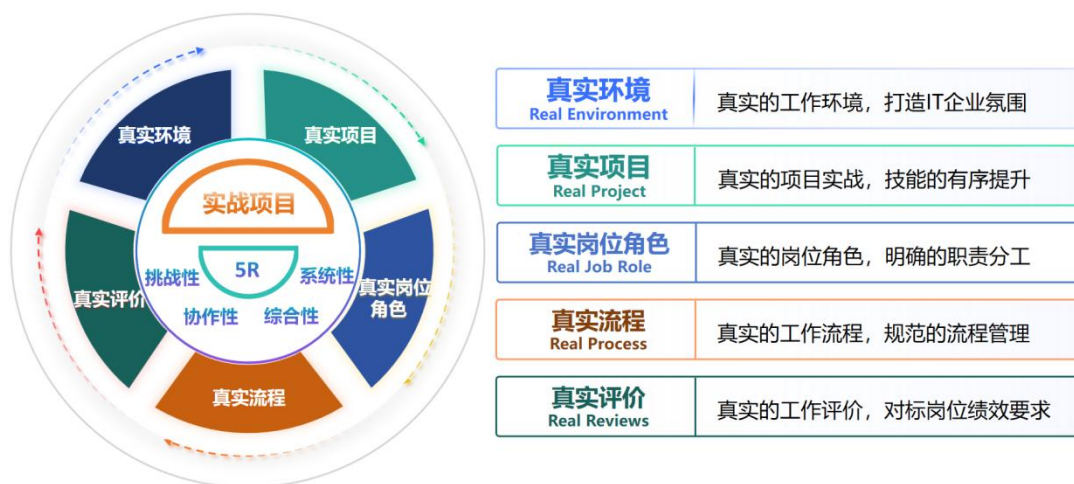 真实环境
真实项目
实战项目
5R
挑战性
系统性
协作性
综合性
真实评价
真实岗位
角色
真实流程
真实环境
Real Environment
真实的工作环境，打造IT企业氛围
真实项目
Real Project
真实的项目实战，技能的有序提升
真实岗位角色
Real Job Role
真实的岗位角色，明确的职责分工
真实流程
Real Process
真实的工作流程，规范的流程管理
真实评价
Real Reviews
真实的工作评价，对标岗位绩效要求